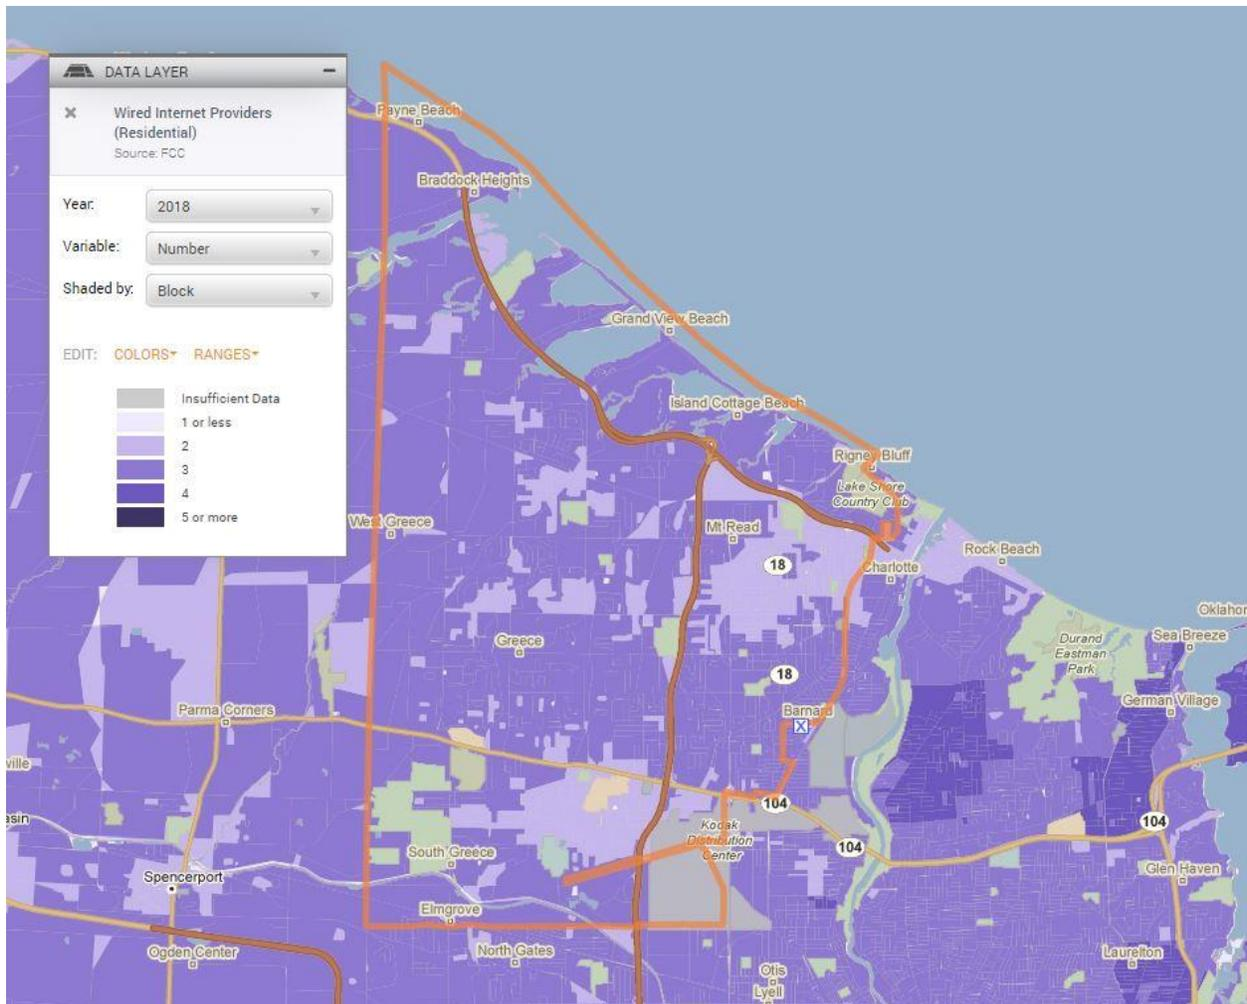 DATA LAYER
Wired Internet Providers
(Residential)
Source: FCC
Year:
2018
Variable:
Number
Shaded by:
Block
EDIT:
COLORS
RANGES
Insufficient Data
1 or less
2
3
4
5 or more
Payne Beach
Braddock Heights
Grand View Beach
Island Cottage Beach
Rigney Bluff
Lake Shore
Country Club
West Greece
Mt Read
Rock Beach
18
Charlotte
Oklahor
Sea Breeze
Durand
Eastman
Park
Greece
18
German Village
Parma Corners
Barnard
X
ville
104
104
asin
Kodak
Distribution
Center
104
South Greece
Glen Haven
Spencerport
Elmgrove
Ogden Center
North Gates
Laurelton
Otis
Lyell